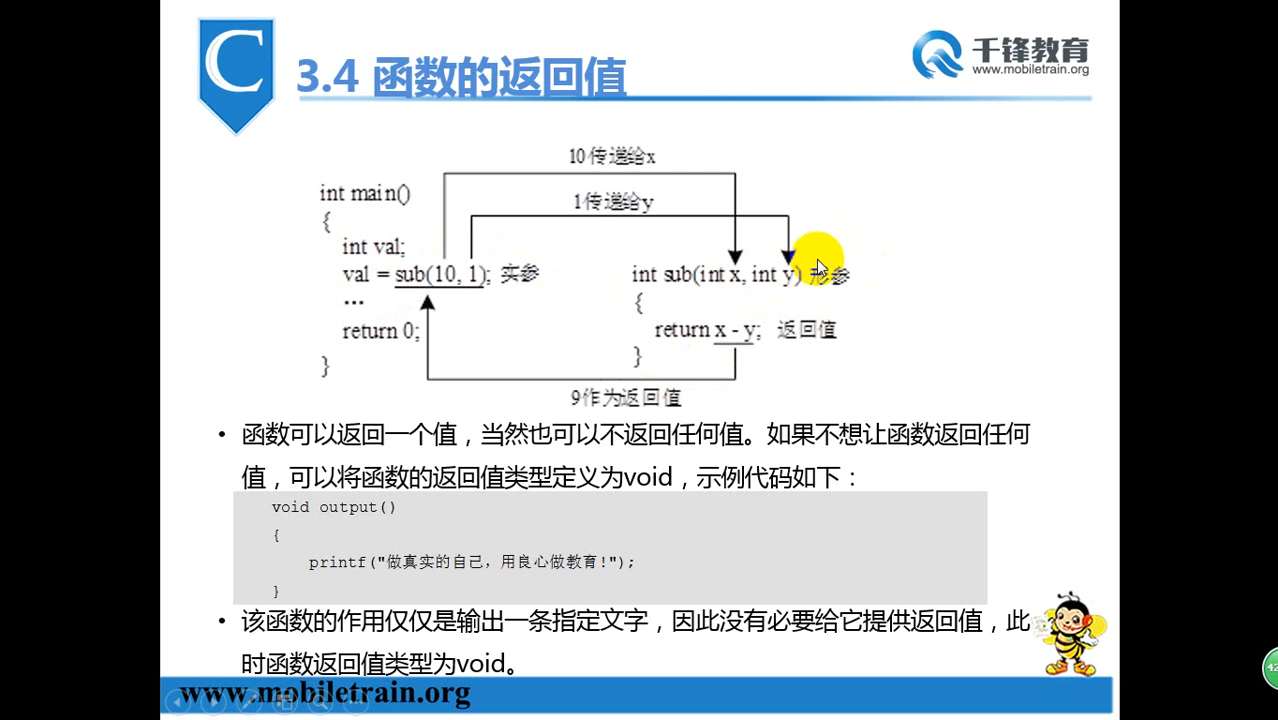 C
3.4 函数的返回值
千锋教育
www.mobiletrain.org
10传递给x
1传递给y
int main()
{
int val;
val = sub(10, 1); 实参
...
return 0;
}
int sub(int x, int y) 形参
{
return x - y; 返回值
}
9作为返回值
• 函数可以返回一个值，当然也可以不返回任何值。如果不想让函数返回任何
值，可以将函数的返回值类型定义为void，示例代码如下：
void output()
{
printf("做真实的自己，用良心做教育!");
}
• 该函数的作用仅仅是输出一条指定文字，因此没有必要给它提供返回值，此
时函数返回值类型为void。
www.mobiletrain.org
42